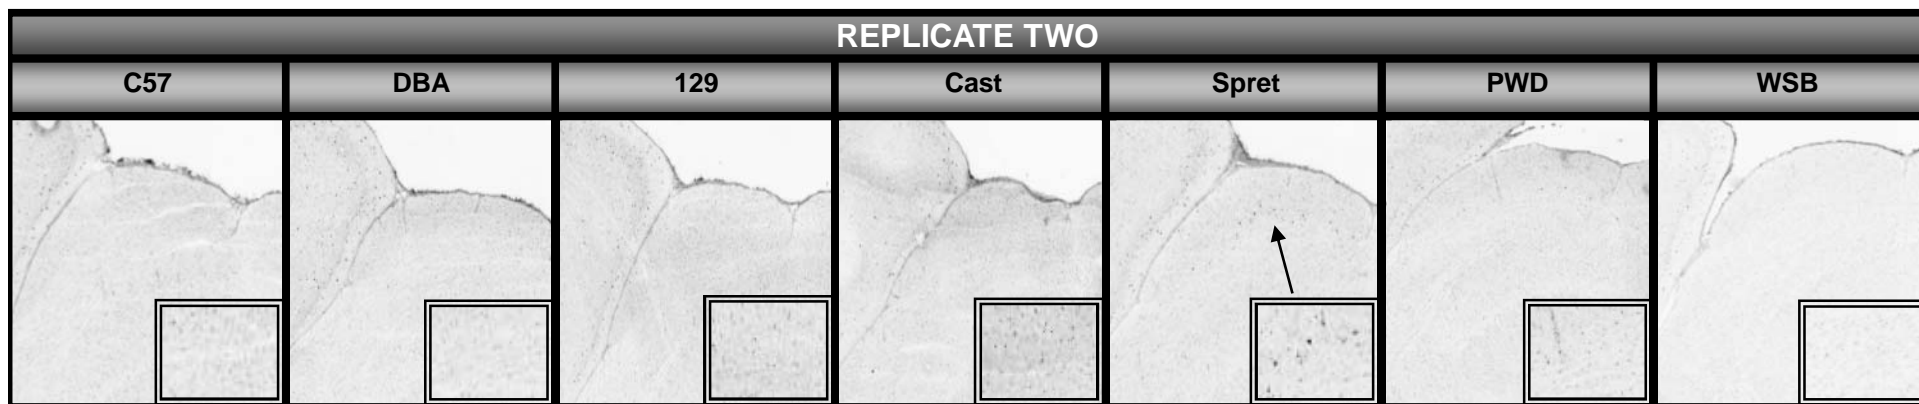 REPLICATE TWO
C57 DBA 129 Cast Spret PWD WSB